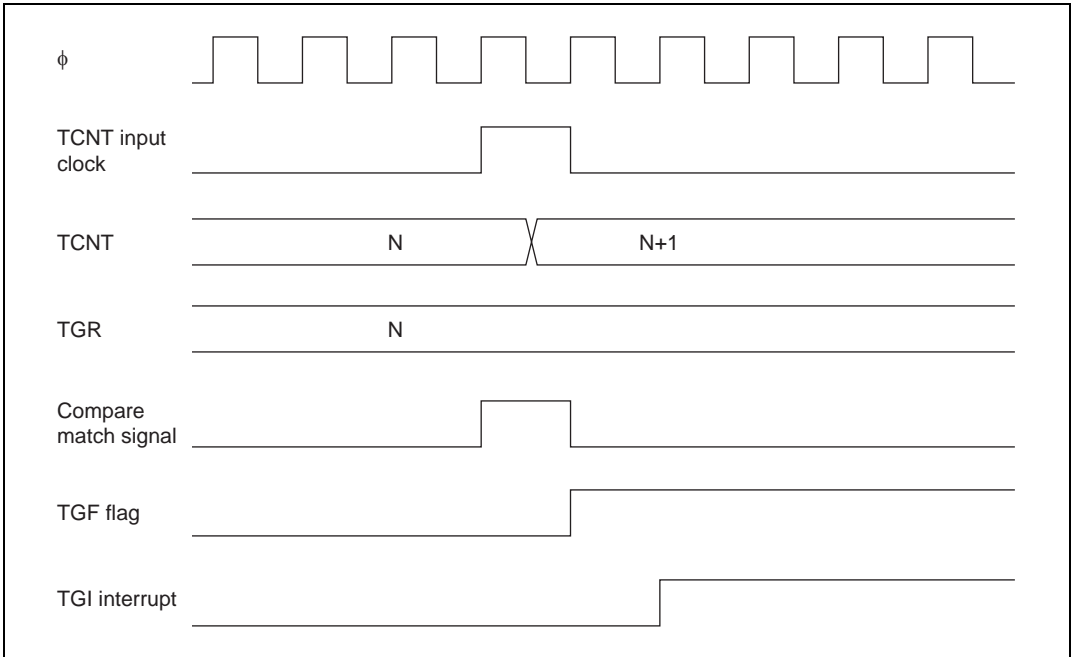 ϕ
TCNT input
clock
TCNT
N
N+1
TGR
N
Compare
match signal
TGF flag
TGI interrupt